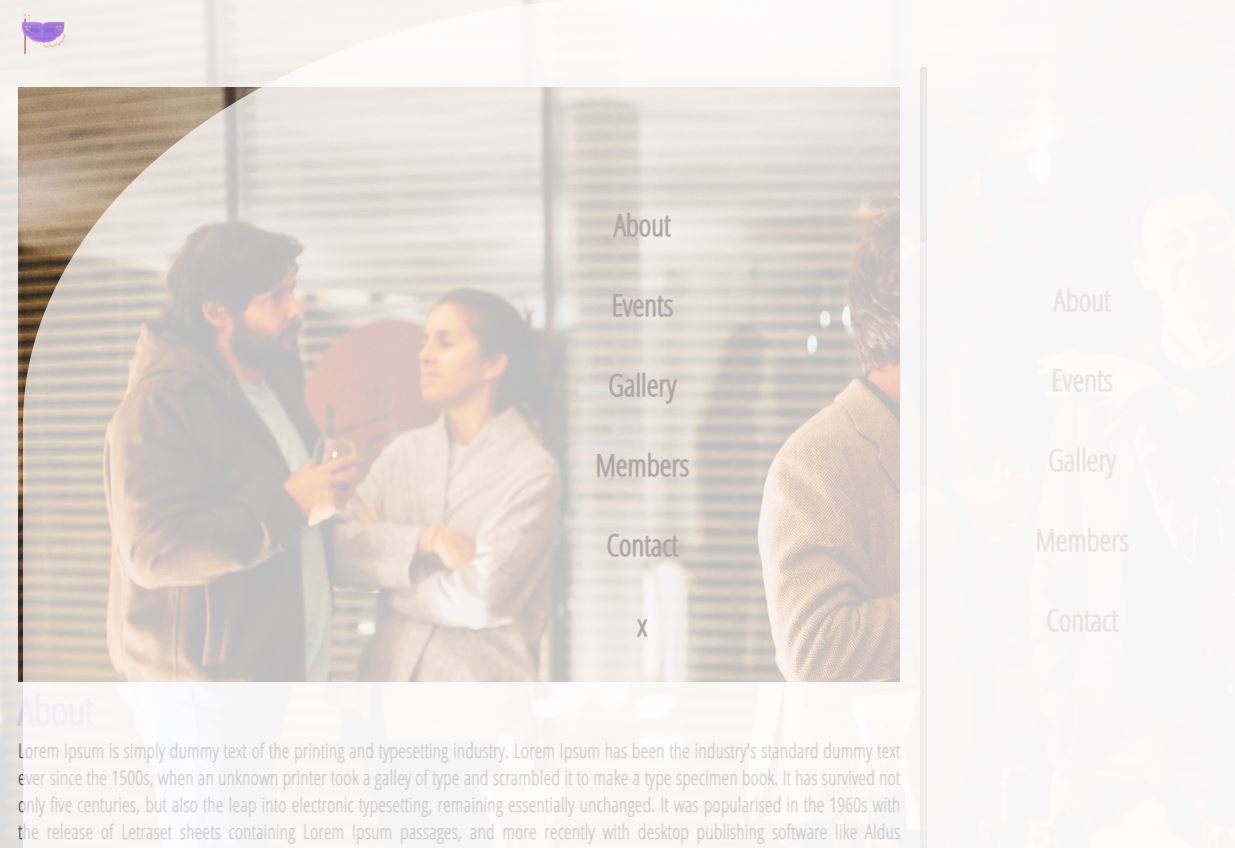 About
Events
Gallery
Members
Contact
x
About
Events
Gallery
Members
Contact
About
Lorem Ipsum is simply dummy text of the printing and typesetting industry. Lorem Ipsum has been the industry's standard dummy text
ever since the 1500s, when an unknown printer took a galley of type and scrambled it to make a type specimen book. It has survived not
only five centuries, but also the leap into electronic typesetting, remaining essentially unchanged. It was popularised in the 1960s with
the release of Letraset sheets containing Lorem Ipsum passages, and more recently with desktop publishing software like Aldus